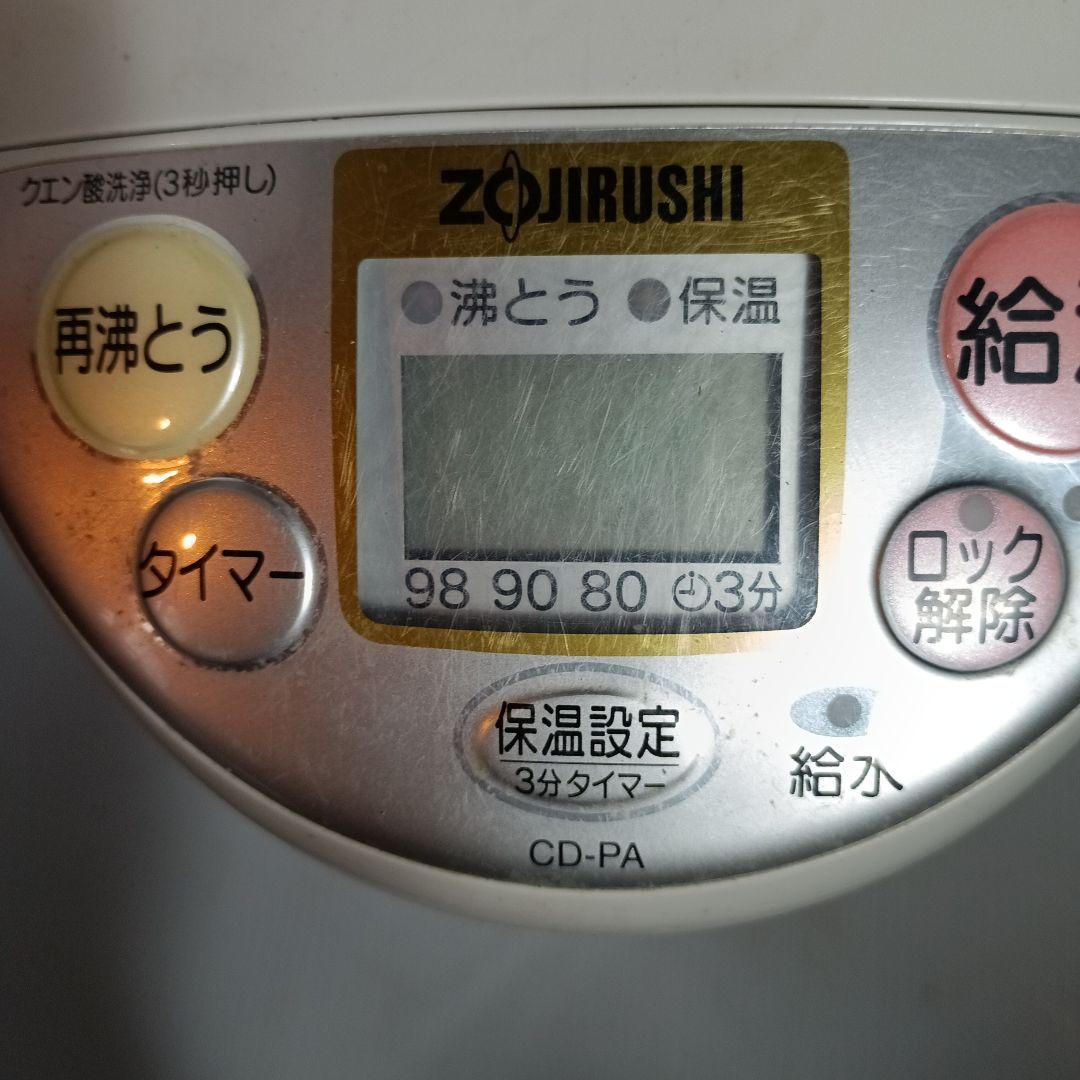 クエン酸洗浄(3秒押し)
ZOJIRUSHI
再沸とう
沸とう 保温
給
タイマー
98 90 80 3分
ロック
解除
保温設定
3分タイマー
給水
CD-PA